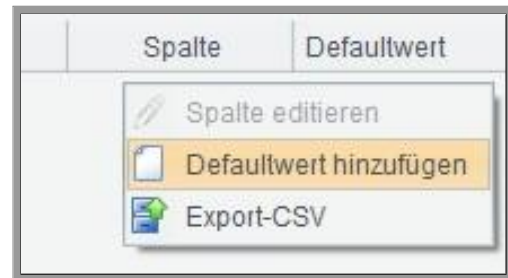 Spalte Defaultwert
Spalte editieren
Defaultwert hinzufügen
Export-CSV